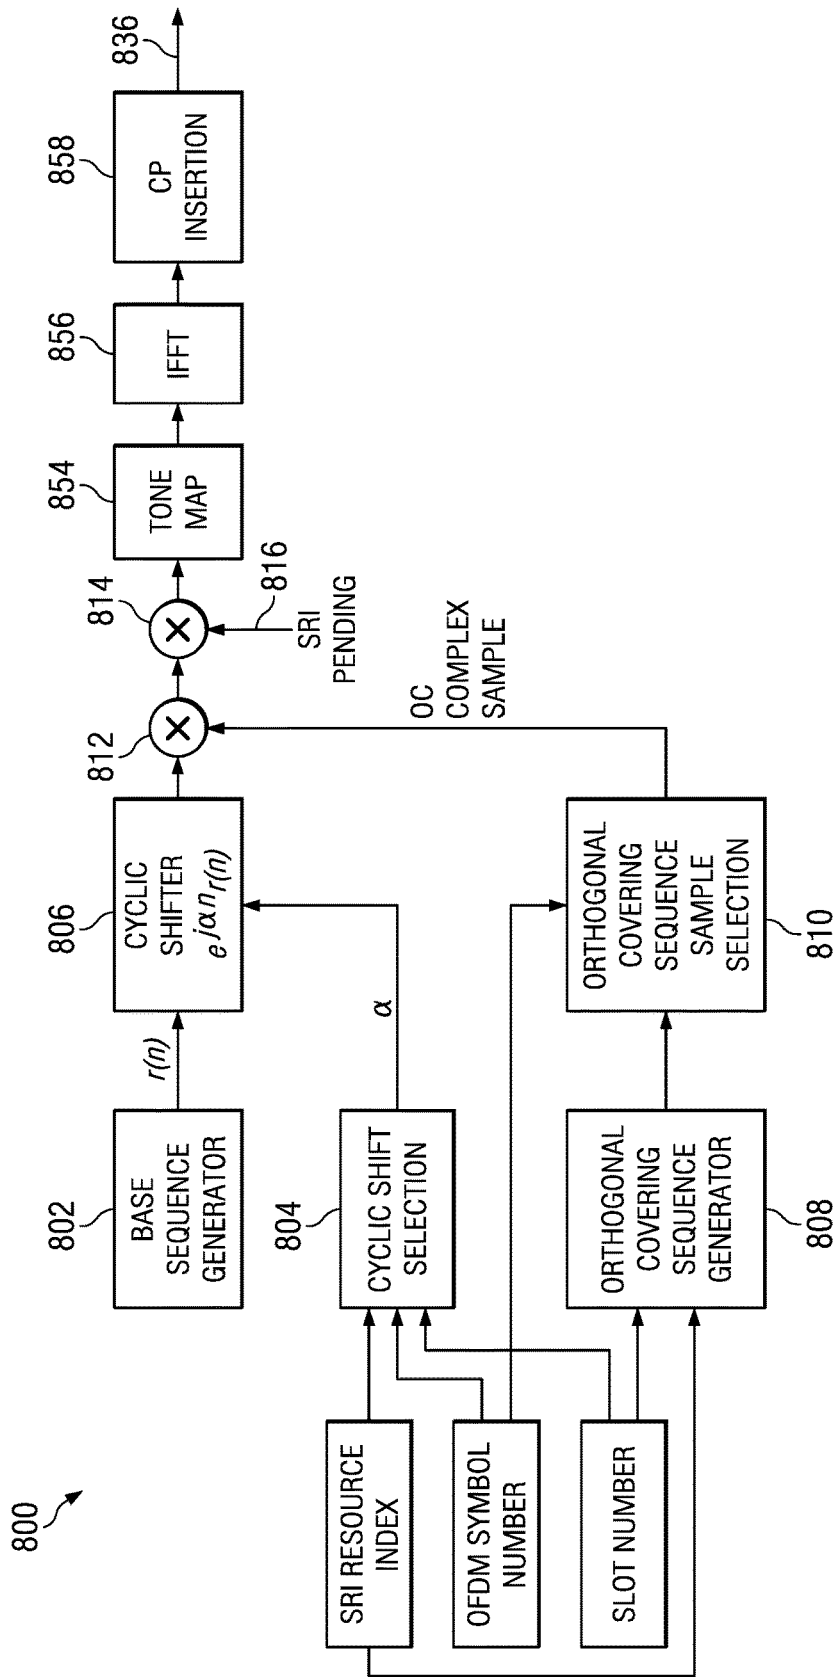 800
802
BASE
SEQUENCE
GENERATOR
r(n)
806
CYCLIC
SHIFTER
e^{jαn}r(n)
812
814
816
SRI
PENDING
854
TONE
MAP
856
IFFT
858
CP
INSERTION
836
SRI RESOURCE
INDEX
OFDM SYMBOL
NUMBER
SLOT NUMBER
804
CYCLIC SHIFT
SELECTION
α
ORTHOGONAL
COVERING
SEQUENCE
GENERATOR
808
ORTHOGONAL
COVERING
SEQUENCE
SAMPLE
SELECTION
810
OC
COMPLEX
SAMPLE